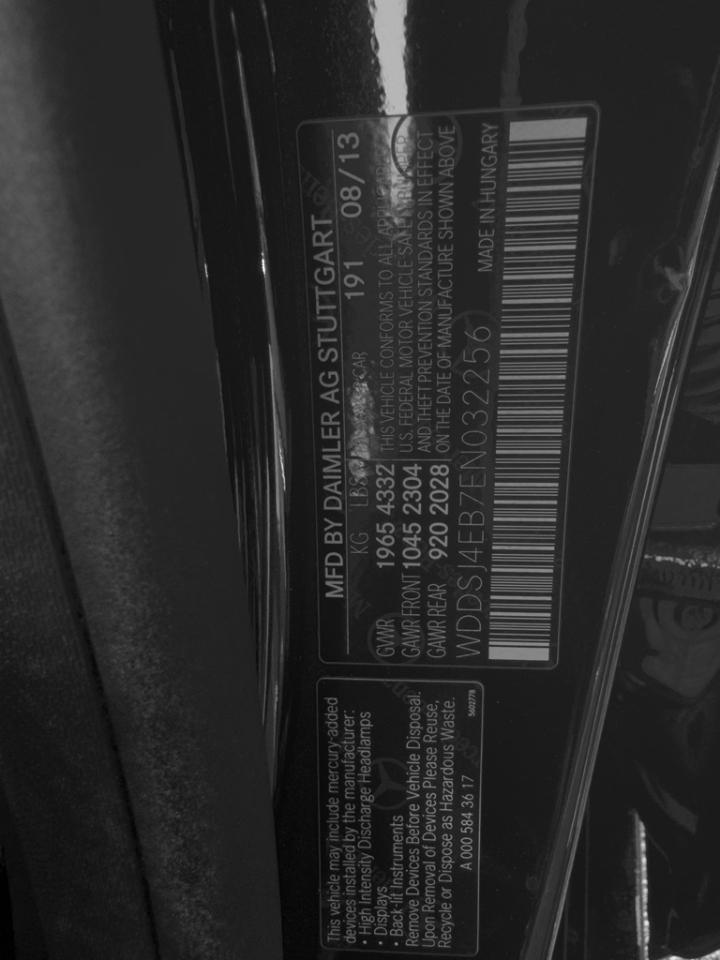 MFD BY DAIMLER AG STUTTGART
191 08/13
KG LBS CAR
GWR 1965 4332
GAWR FRONT 1045 2304
GAWR REAR 920 2028
THIS VEHICLE CONFORMS TO ALL
U.S. FEDERAL MOTOR VEHICLE SAFETY
AND THEFT PREVENTION STANDARDS IN EFFECT
ON THE DATE OF MANUFACTURE SHOWN ABOVE
WDDSJ4EB7EN032256 MADE IN HUNGARY
This vehicle may include mercury-added
devices installed by the manufacturer:
• High Intensity Discharge Headlamps
• Displays
• Back-lit Instruments
Remove Devices Before Vehicle Disposal.
Upon Removal of Devices Please Reuse,
Recycle or Dispose as Hazardous Waste.
A 000 584 36 17